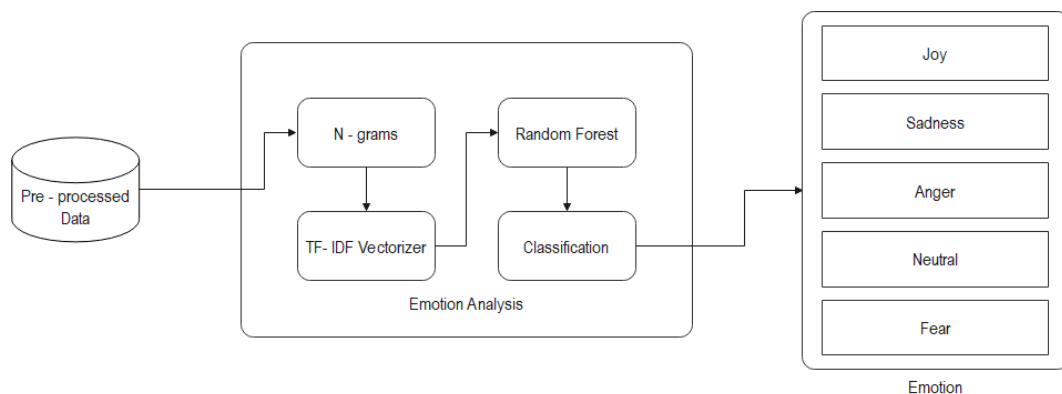 Pre - processed
Data
N - grams
TF- IDF Vectorizer
Random Forest
Classification
Emotion Analysis
Joy
Sadness
Anger
Neutral
Fear
Emotion